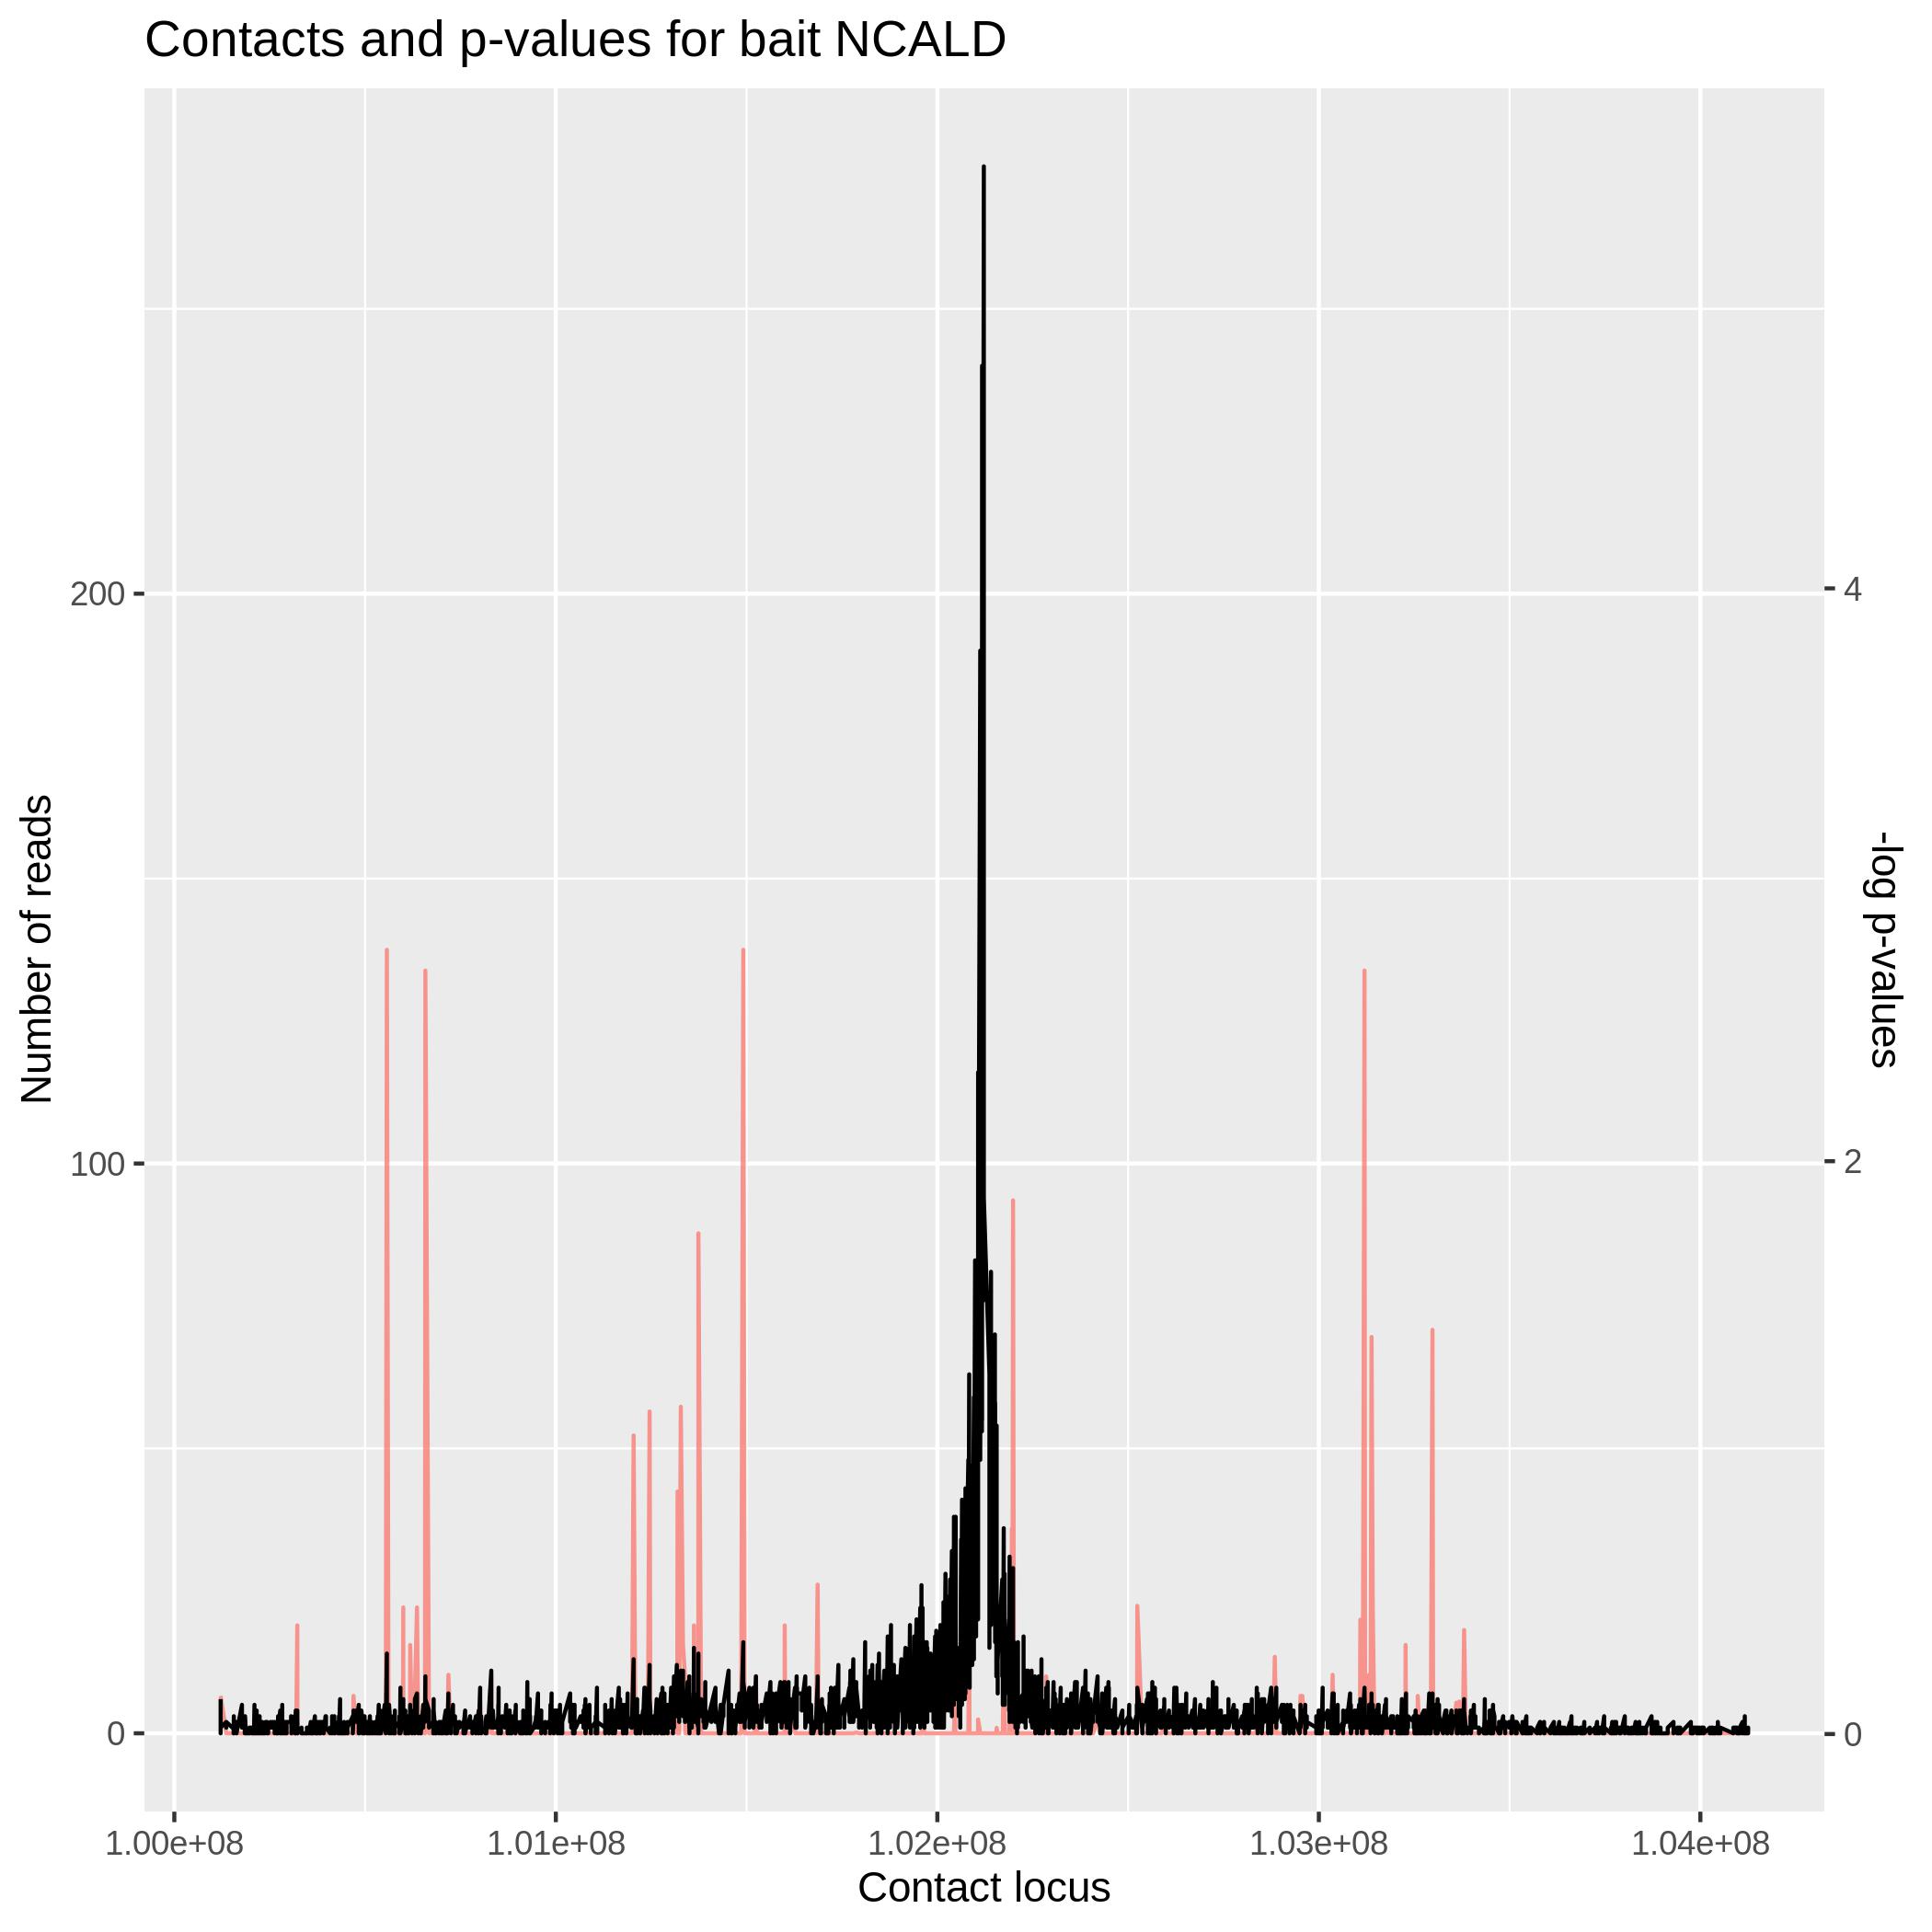 Contacts and p-values for bait NCALD
Number of reads
200
100
0
4
2
0
-log p-values
1.00e+08 1.01e+08 1.02e+08 1.03e+08 1.04e+08
Contact locus